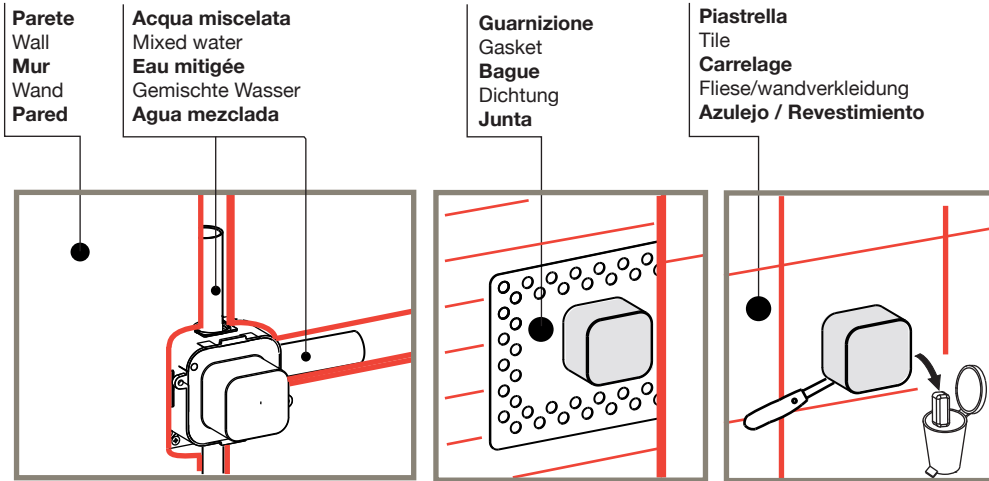 Parete
Wall
Mur
Wand
Pared
Acqua miscelata
Mixed water
Eau mitigée
Gemischte Wasser
Agua mezclada
Guarnizione
Gasket
Bague
Dichtung
Junta
Piastrella
Tile
Carrelage
Fliese/wandverkleidung
Azulejo / Revestimiento